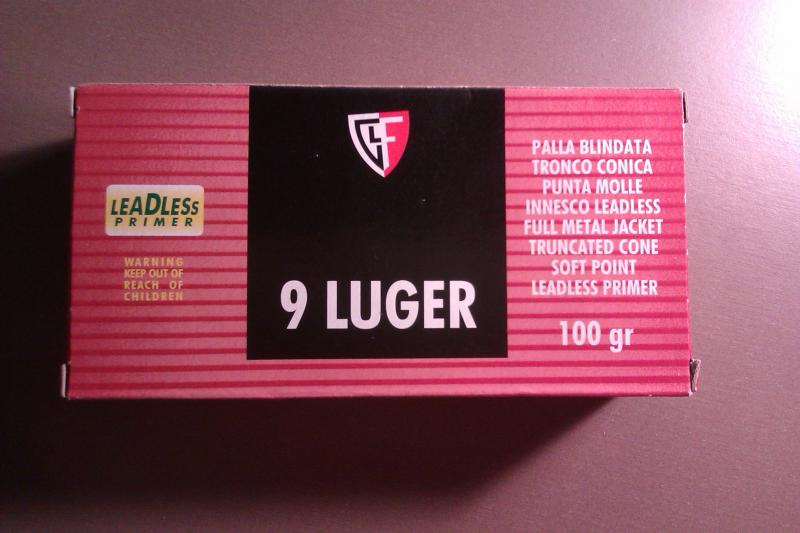 LEADLESS
PRIMER
WARNING
KEEP OUT OF
REACH OF
CHILDREN
GFL
9 LUGER
PALLA BLINDATA
TRONCO CONICA
PUNTA MOLLE
INNESCO LEADLESS
FULL METAL JACKET
TRUNCATED CONE
SOFT POINT
LEADLESS PRIMER
100 gr